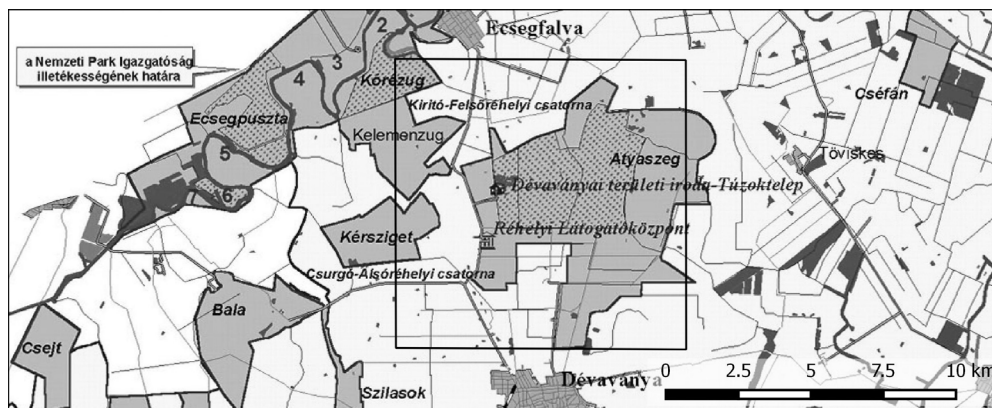 2
Ecsegfalva
a Nemzeti Park Igazgatóság
illetékességének határa
3
4
Kórézug
Cséfán
Kiritó-Felsőréhelyi csatorna
Ecsegpuszta
Kelemenzug
5
Atyaszeg
Töviskes
6
Dévaványai területi iroda-Túzoktelep
Kérsziget
Réhelyi Látogatóközpont
Csurgó-Alsóréhelyi csatorna
Bala
Csejt
Szilasok
Dévaványa
0 2.5 5 7.5 10 km